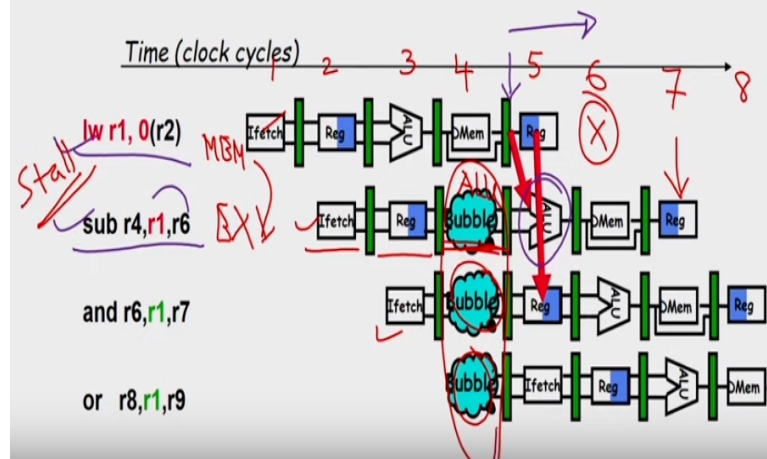 Time (clock cycles)
1 2 3 4 5 6 7 8
lw r1, 0(r2)
Ifetch Reg ALU DMem Reg X
Stall
MEM
EX
sub r4,r1,r6
Ifetch Reg Bubble ALU DMem Reg
ALU
and r6,r1,r7
Ifetch Bubble Reg ALU DMem Reg
or r8,r1,r9
Bubble Ifetch Reg ALU DMem